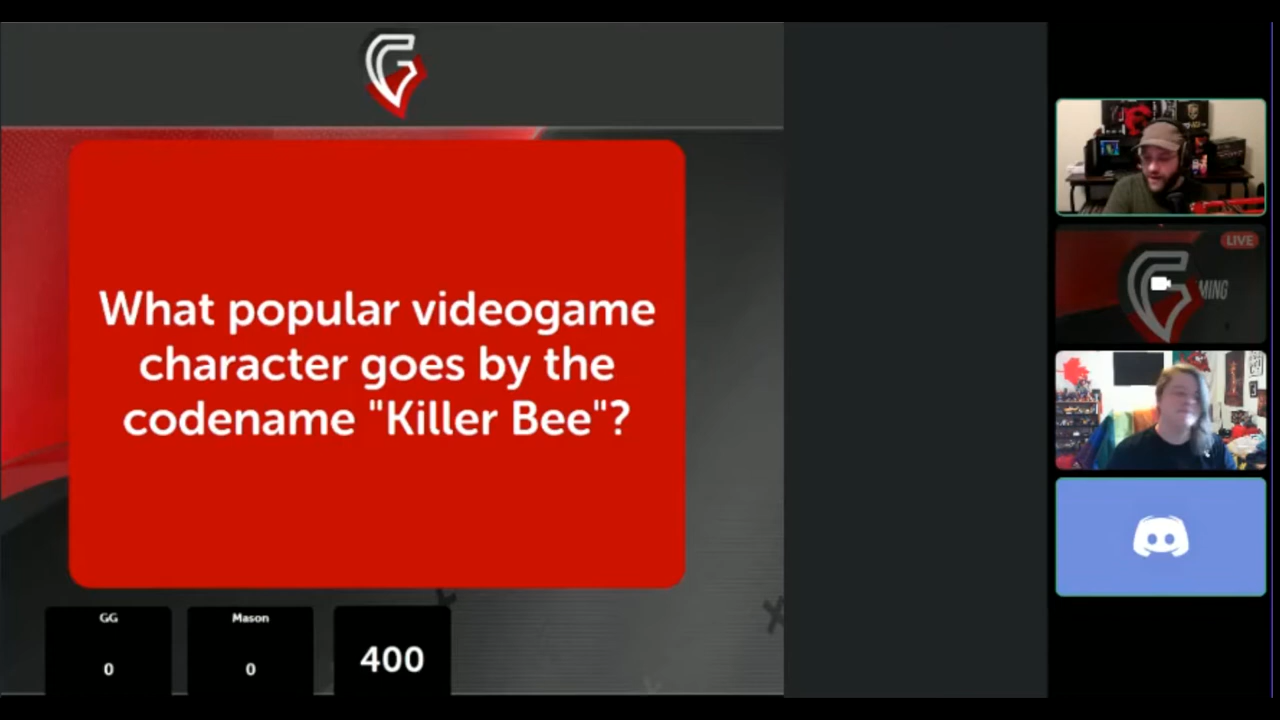 What popular videogame
character goes by the
codename "Killer Bee"?
GG
0
Mason
0
400
LIVE
MING